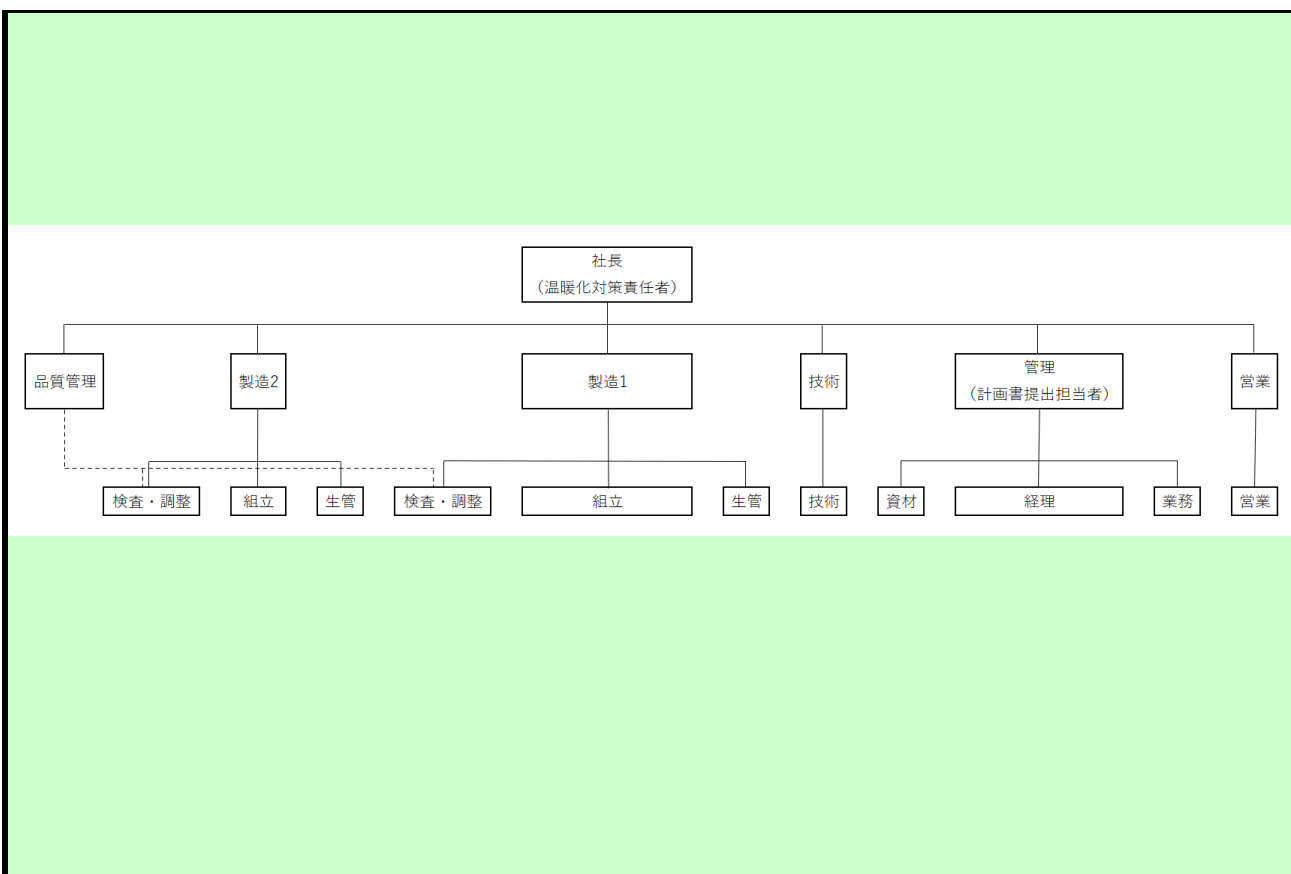 社長
（温暖化対策責任者）
品質管理
製造2
製造1
技術
管理
（計画書提出担当者）
営業
検査・調整
組立
生管
検査・調整
組立
生管
技術
資材
経理
業務
営業